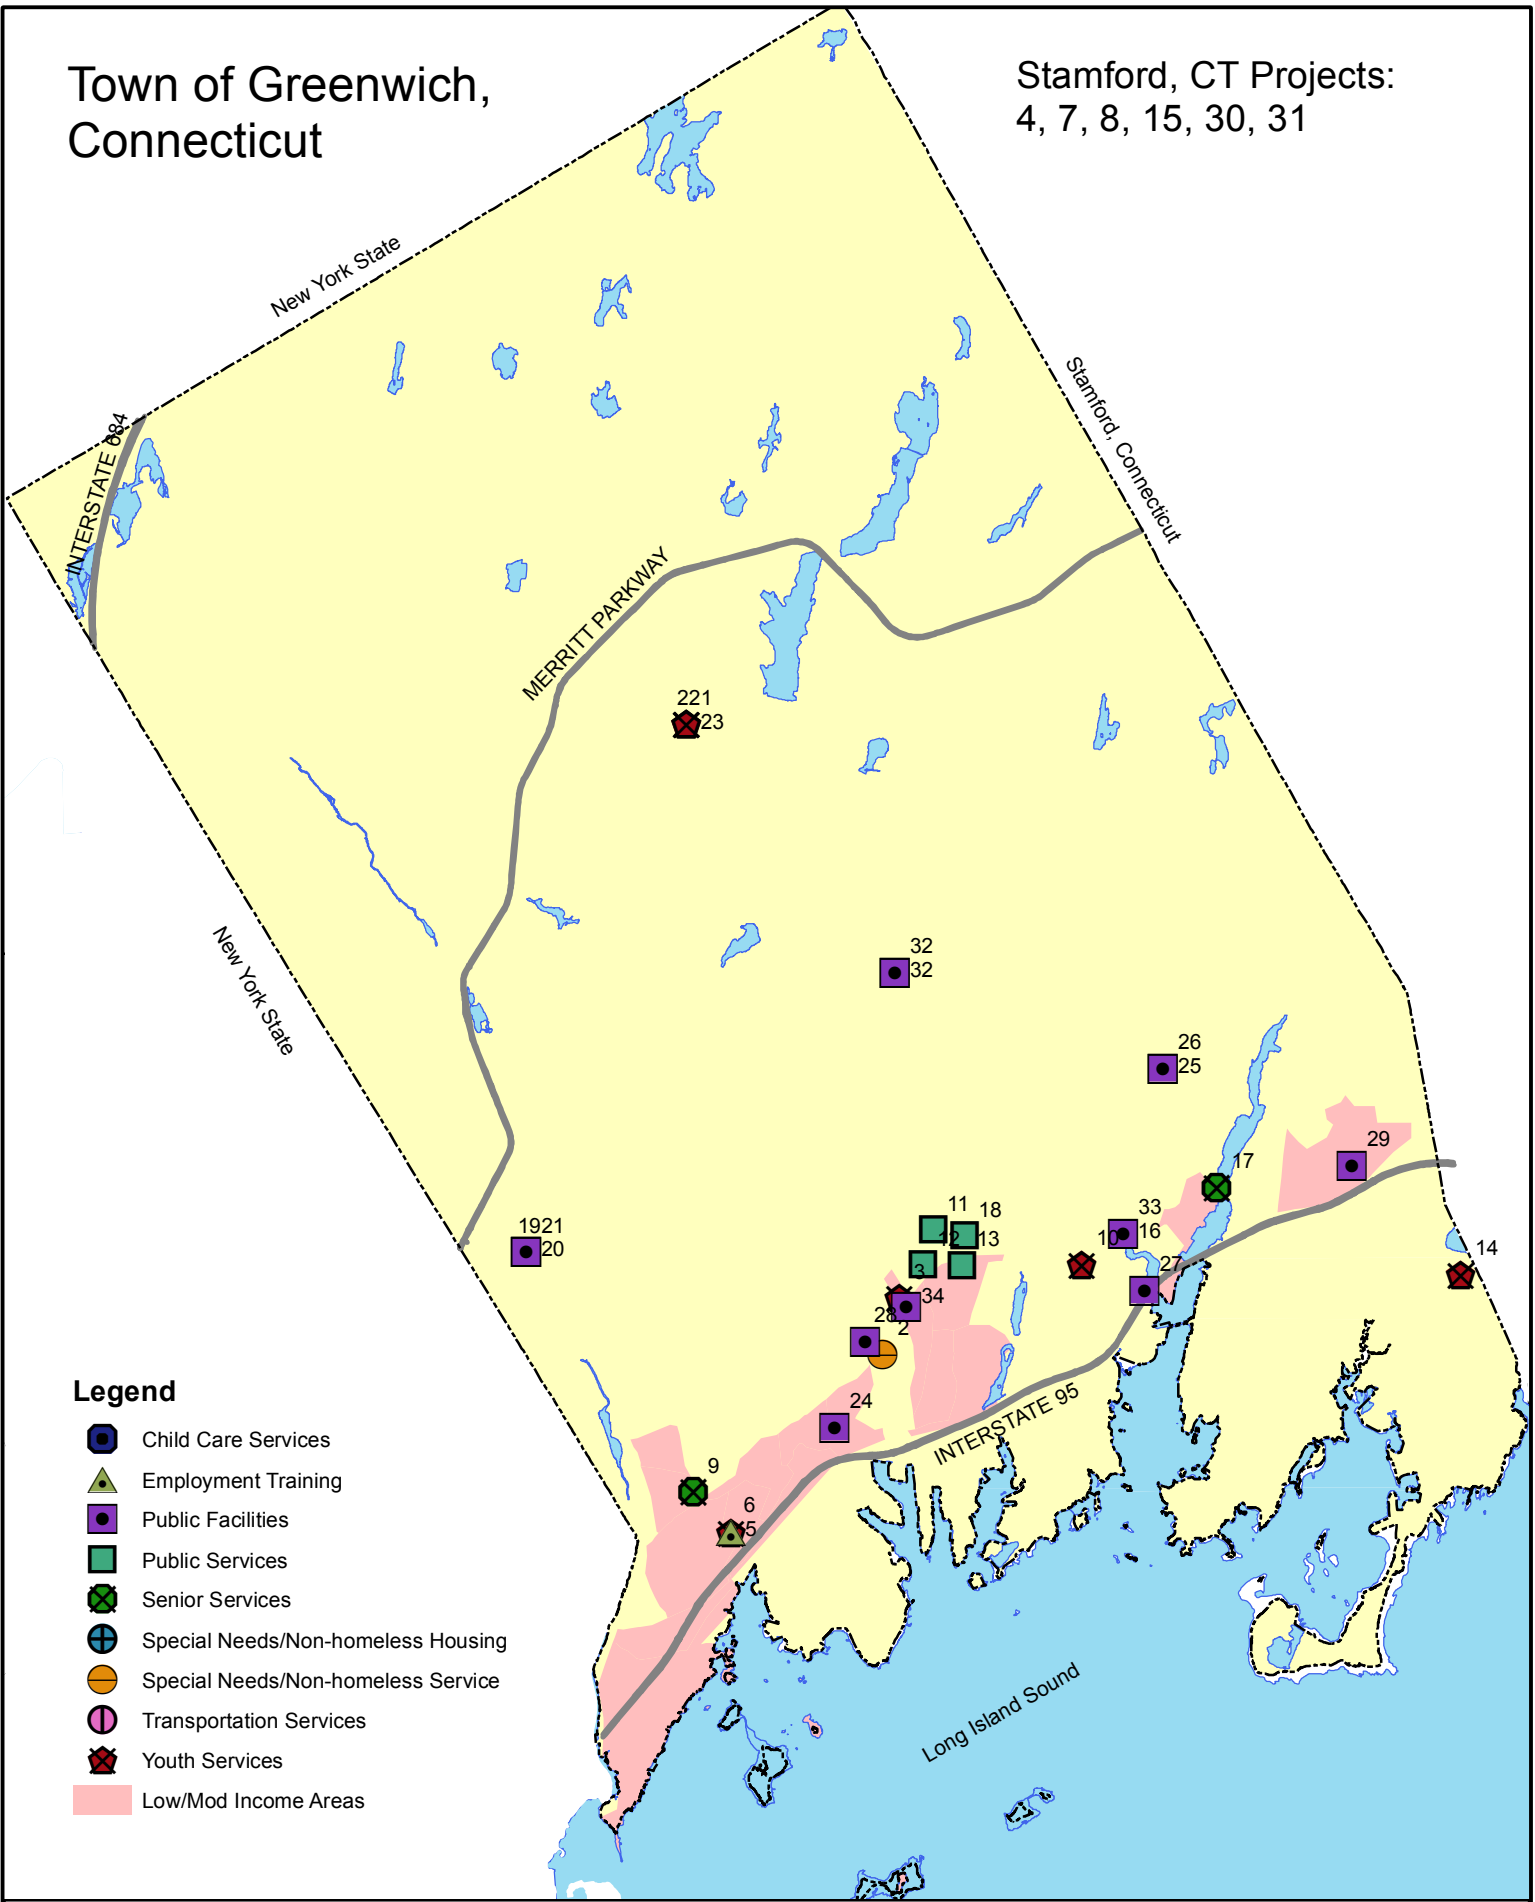 Town of Greenwich,
Connecticut
Stamford, CT Projects:
4, 7, 8, 15, 30, 31
New York State
Stamford, Connecticut
INTERSTATE 684
MERRITT PARKWAY
221
23
New York State
32
32
26
25
29
17
11
18
33
16
1921
20
12
13
10
14
3
27
34
28
2
24
INTERSTATE 95
9
6
5
Long Island Sound
Legend
Child Care Services
Employment Training
Public Facilities
Public Services
Senior Services
Special Needs/Non-homeless Housing
Special Needs/Non-homeless Service
Transportation Services
Youth Services
Low/Mod Income Areas